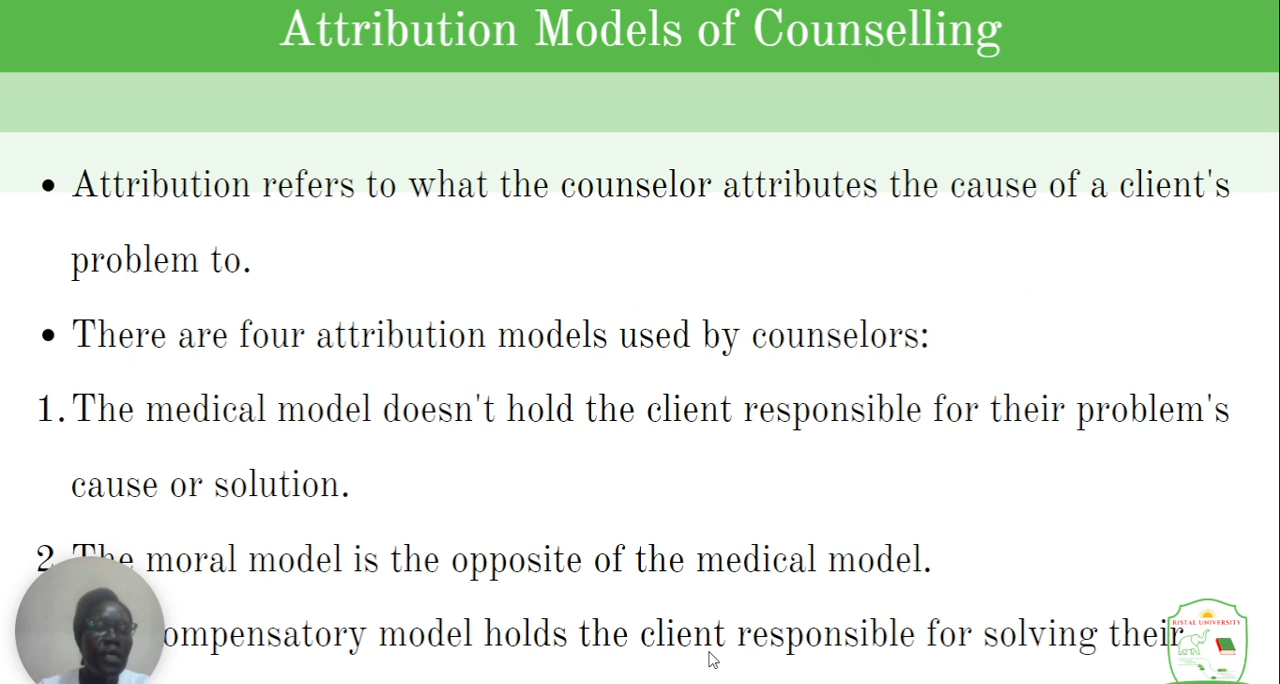 Attribution Models of Counselling
• Attribution refers to what the counselor attributes the cause of a client's
problem to.
• There are four attribution models used by counselors:
1. The medical model doesn't hold the client responsible for their problem's
cause or solution.
2. The moral model is the opposite of the medical model.
ompensatory model holds the client responsible for solving their
RISTAL UNIVERSITY